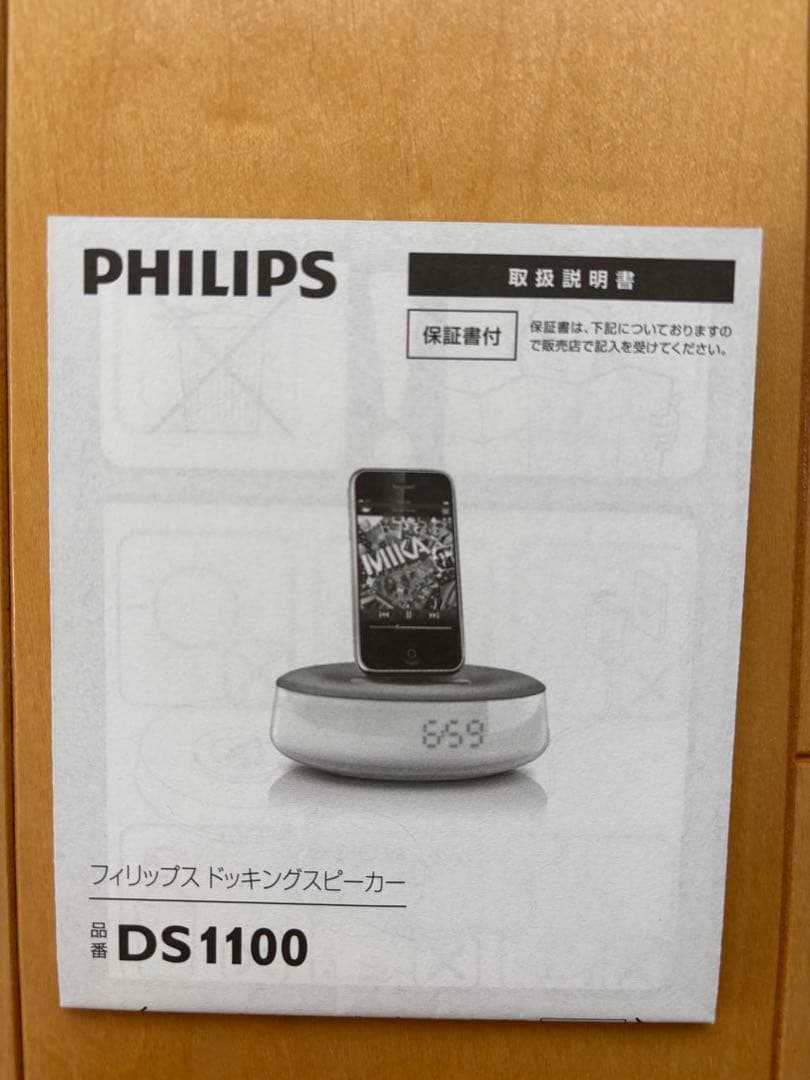 PHILIPS
取扱説明書
保証書付
保証書は、下記についておりますの
で販売店で記入を受けてください。
MIKA
6:59
フィリップス ドッキングスピーカー
品番 DS1100